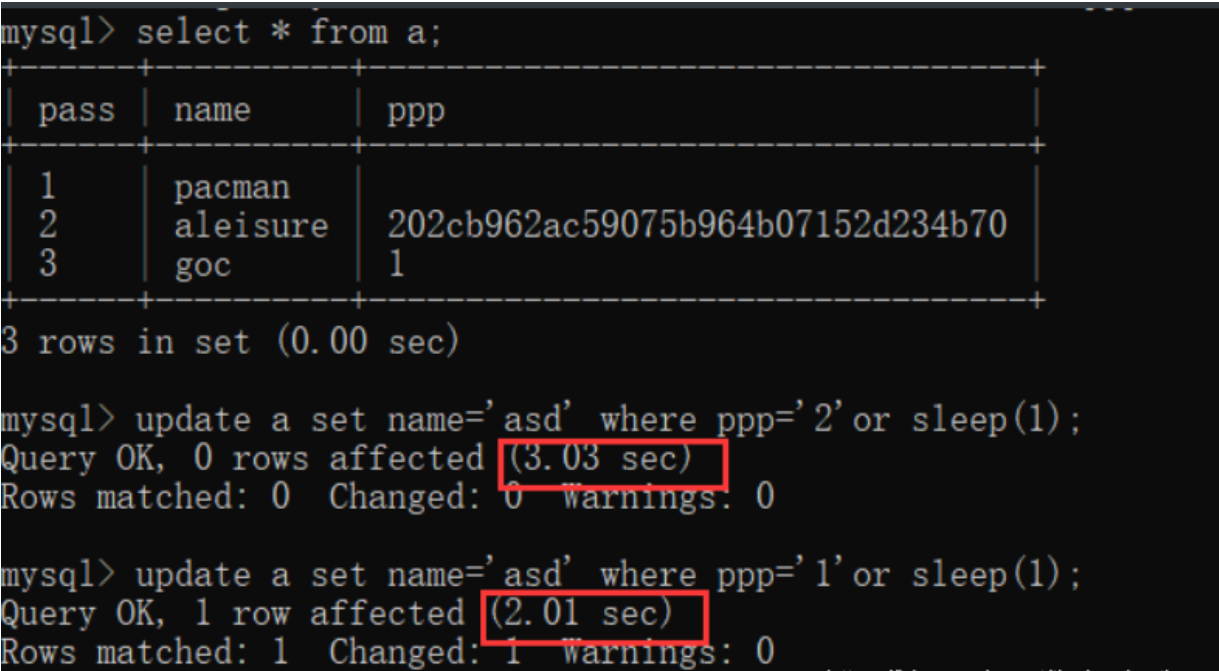 mysql> select * from a;
+------+----------+----------------------------------+
| pass | name     | ppp                              |
+------+----------+----------------------------------+
| 1    | pacman   |                                  |
| 2    | aleisure | 202cb962ac59075b964b07152d234b70 |
| 3    | goc      | 1                                |
+------+----------+----------------------------------+
3 rows in set (0.00 sec)
mysql> update a set name='asd' where ppp='2'or sleep(1);
Query OK, 0 rows affected (3.03 sec)
Rows matched: 0  Changed: 0  Warnings: 0
mysql> update a set name='asd' where ppp='1'or sleep(1);
Query OK, 1 row affected (2.01 sec)
Rows matched: 1  Changed: 1  Warnings: 0